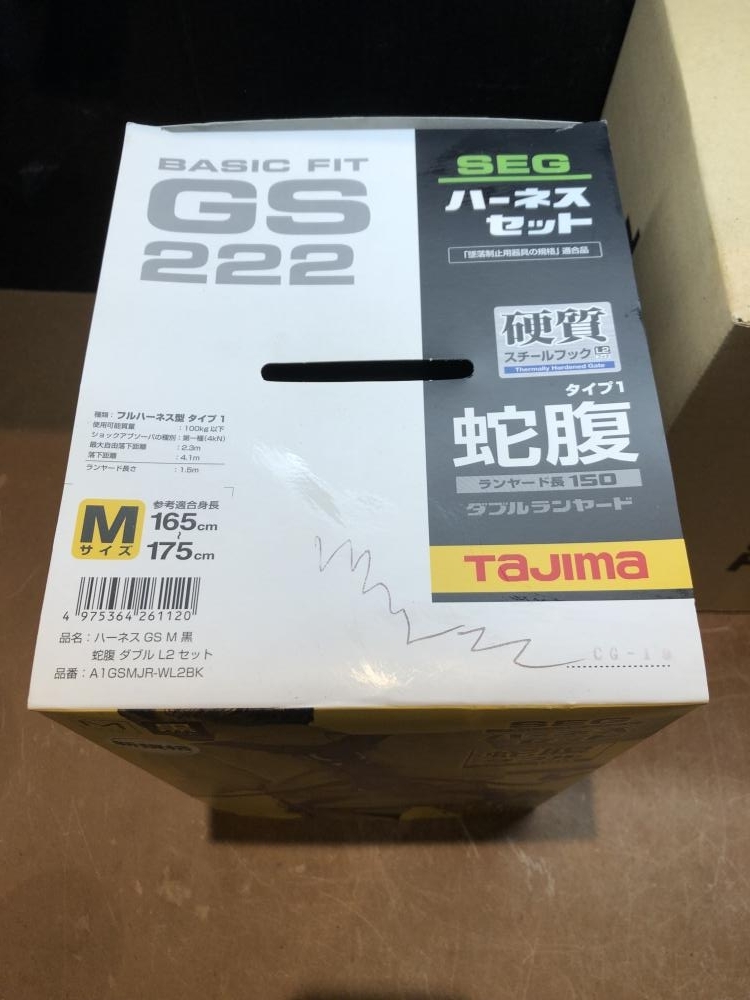 BASIC FIT
GS
222
SEG
ハーネス
セット
「墜落制止用器具の規格」適合品
硬質
スチールフック L2
Thermally Hardened Gate
タイプ1
蛇腹
ランヤード長 150
ダブルランヤード
TAJIMA
種類：フルハーネス型 タイプ1
使用可能質量 ：100kg以下
ショックアブソーバの種別：第一種(4kN)
最大自由落下距離 ：2.3m
落下距離 ：4.1m
ランヤード長さ ：1.5m
M
サイズ
参考適合身長
165cm
~
175cm
4 975364 261120
品名：ハーネス GS M 黒
蛇腹 ダブル L2 セット
品番：A1GSMJR-WL2BK
SEG